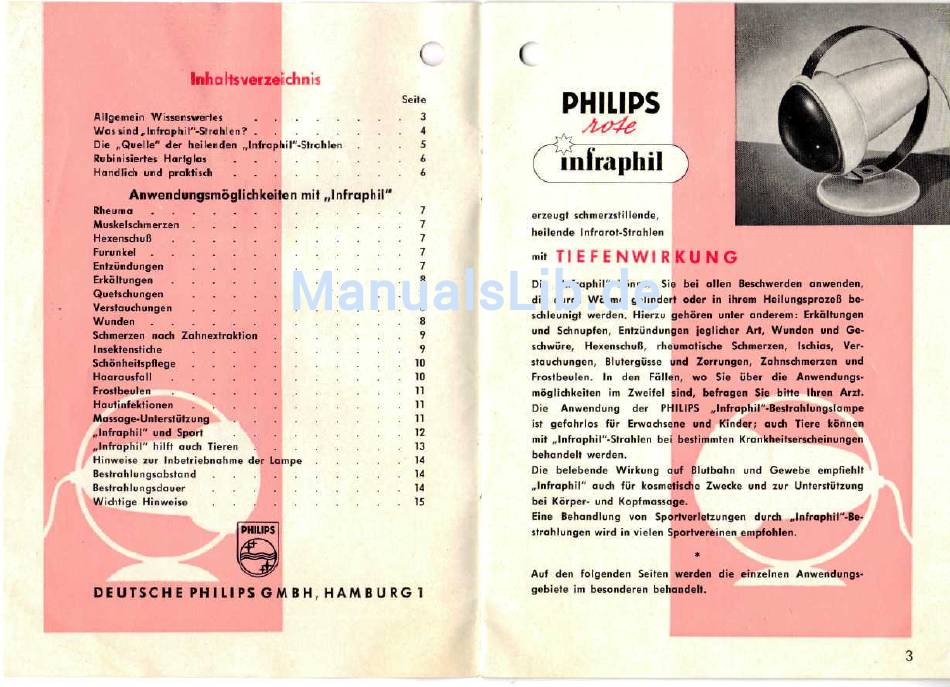 Inhaltsverzeichnis
Seite
Allgemein Wissenswertes 3
Was sind „Infraphil"-Strahlen? 4
Die „Quelle" der heilenden „Infraphil"-Strahlen 5
Rubinisiertes Hartglas 6
Handlich und praktisch 6
Anwendungsmöglichkeiten mit „Infraphil"
Rheuma 7
Muskelschmerzen 7
Hexenschuß 7
Furunkel 7
Entzündungen 7
Erkältungen 8
Quetschungen
Verstauchungen
Wunden 8
Schmerzen nach Zahnextraktion 9
Insektenstiche 9
Schönheitspflege 10
Haarausfall 10
Frostbeulen 11
Hautinfektionen 11
Massage-Unterstützung 11
„Infraphil" und Sport 12
„Infraphil" hilft auch Tieren 13
Hinweise zur Inbetriebnahme der Lampe 14
Bestrahlungsabstand 14
Bestrahlungsdauer 14
Wichtige Hinweise 15
PHILIPS
DEUTSCHE PHILIPS GMBH, HAMBURG 1
PHILIPS
rote
infraphil
erzeugt schmerzstillende,
heilende Infrarot-Strahlen
mit TIEFENWIRKUNG
Die „Infraphil" können Sie bei allen Beschwerden anwenden,
die durch Wärme gelindert oder in ihrem Heilungsprozeß be-
schleunigt werden. Hierzu gehören unter anderem: Erkältungen
und Schnupfen, Entzündungen jeglicher Art, Wunden und Ge-
schwüre, Hexenschuß, rheumatische Schmerzen, Ischias, Ver-
stauchungen, Blutergüsse und Zerrungen, Zahnschmerzen und
Frostbeulen. In den Fällen, wo Sie über die Anwendungs-
möglichkeiten im Zweifel sind, befragen Sie bitte Ihren Arzt.
Die Anwendung der PHILIPS „Infraphil"-Bestrahlungslampe
ist gefahrlos für Erwachsene und Kinder; auch Tiere können
mit „Infraphil"-Strahlen bei bestimmten Krankheitserscheinungen
behandelt werden.
Die belebende Wirkung auf Blutbahn und Gewebe empfiehlt
„Infraphil" auch für kosmetische Zwecke und zur Unterstützung
bei Körper- und Kopfmassage.
Eine Behandlung von Sportverletzungen durch „Infraphil"-Be-
strahlungen wird in vielen Sportvereinen empfohlen.
*
Auf den folgenden Seiten werden die einzelnen Anwendungs-
gebiete im besonderen behandelt.
3
ManualsLib.de